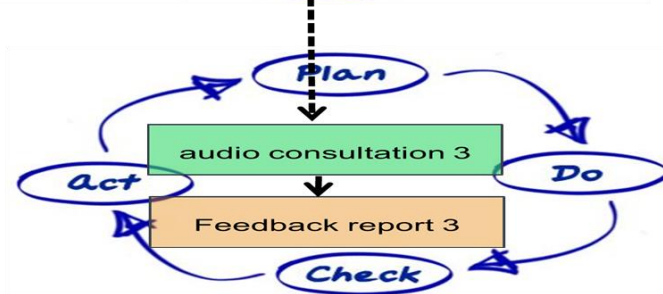 Plan
audio consultation 3
Act
Do
Feedback report 3
Check